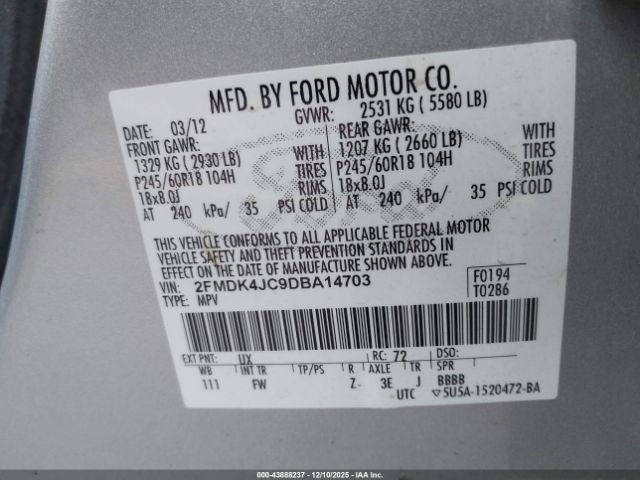 MFD. BY FORD MOTOR CO.
DATE: 03/12 GVWR: 2531 KG ( 5580 LB)
FRONT GAWR: REAR GAWR:
1329 KG ( 2930 LB) WITH 1207 KG ( 2660 LB) WITH
P245/60R18 104H TIRES P245/60R18 104H TIRES
18x8.0J RIMS 18x8.0J RIMS
AT 240 kPa/ 35 PSI COLD AT 240 kPa/ 35 PSI COLD
Ford
THIS VEHICLE CONFORMS TO ALL APPLICABLE FEDERAL MOTOR
VEHICLE SAFETY AND THEFT PREVENTION STANDARDS IN
EFFECT ON THE DATE OF MANUFACTURE SHOWN ABOVE.
VIN: 2FMDK4JC9DBA14703 F0194
TYPE: MPV T0286
EXT PNT: UX RC: 72 DSO:
WB INT TR TP/PS R AXLE TR SPR
111 FW Z 3E J BBBB
UTC ▽5U5A-1520472-BA
000-43888237 - 12/10/2025 - IAA Inc.